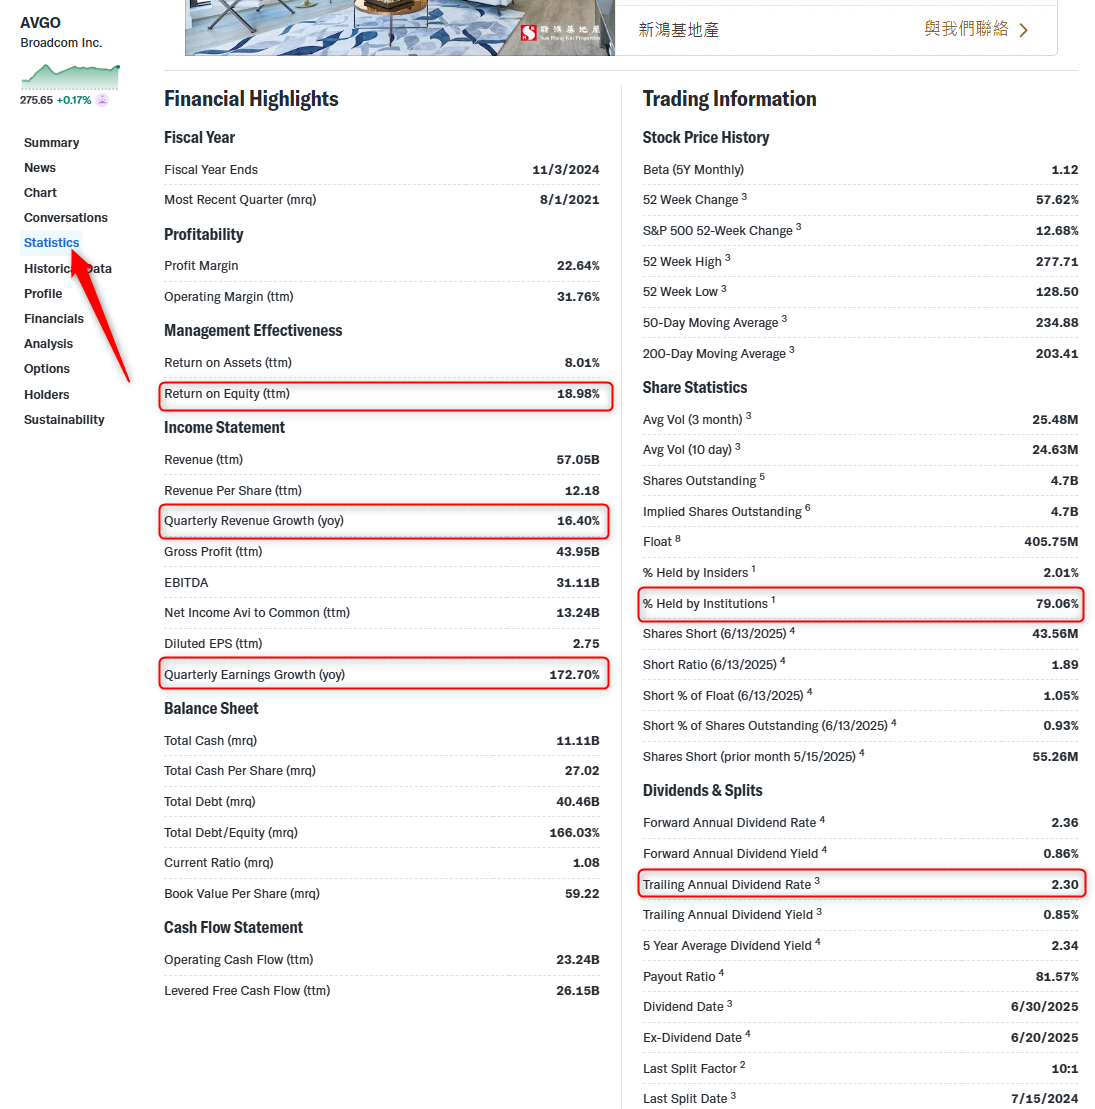 AVGO
Broadcom Inc.
275.65 +0.17%
Summary
News
Chart
Conversations
Statistics
Historical Data
Profile
Financials
Analysis
Options
Holders
Sustainability
新鴻基地產
Sun Hung Kai Properties
新鴻基地產
與我們聯絡
Financial Highlights
Fiscal Year
Fiscal Year Ends 11/3/2024
Most Recent Quarter (mrq) 8/1/2021
Profitability
Profit Margin 22.64%
Operating Margin (ttm) 31.76%
Management Effectiveness
Return on Assets (ttm) 8.01%
Return on Equity (ttm) 18.98%
Income Statement
Revenue (ttm) 57.05B
Revenue Per Share (ttm) 12.18
Quarterly Revenue Growth (yoy) 16.40%
Gross Profit (ttm) 43.95B
EBITDA 31.11B
Net Income Avi to Common (ttm) 13.24B
Diluted EPS (ttm) 2.75
Quarterly Earnings Growth (yoy) 172.70%
Balance Sheet
Total Cash (mrq) 11.11B
Total Cash Per Share (mrq) 27.02
Total Debt (mrq) 40.46B
Total Debt/Equity (mrq) 166.03%
Current Ratio (mrq) 1.08
Book Value Per Share (mrq) 59.22
Cash Flow Statement
Operating Cash Flow (ttm) 23.24B
Levered Free Cash Flow (ttm) 26.15B
Trading Information
Stock Price History
Beta (5Y Monthly) 1.12
52 Week Change 3 57.62%
S&P 500 52-Week Change 3 12.68%
52 Week High 3 277.71
52 Week Low 3 128.50
50-Day Moving Average 3 234.88
200-Day Moving Average 3 203.41
Share Statistics
Avg Vol (3 month) 3 25.48M
Avg Vol (10 day) 3 24.63M
Shares Outstanding 5 4.7B
Implied Shares Outstanding 6 4.7B
Float 8 405.75M
% Held by Insiders 1 2.01%
% Held by Institutions 1 79.06%
Shares Short (6/13/2025) 4 43.56M
Short Ratio (6/13/2025) 4 1.89
Short % of Float (6/13/2025) 4 1.05%
Short % of Shares Outstanding (6/13/2025) 4 0.93%
Shares Short (prior month 5/15/2025) 4 55.26M
Dividends & Splits
Forward Annual Dividend Rate 4 2.36
Forward Annual Dividend Yield 4 0.86%
Trailing Annual Dividend Rate 3 2.30
Trailing Annual Dividend Yield 3 0.85%
5 Year Average Dividend Yield 4 2.34
Payout Ratio 4 81.57%
Dividend Date 3 6/30/2025
Ex-Dividend Date 4 6/20/2025
Last Split Factor 2 10:1
Last Split Date 3 7/15/2024